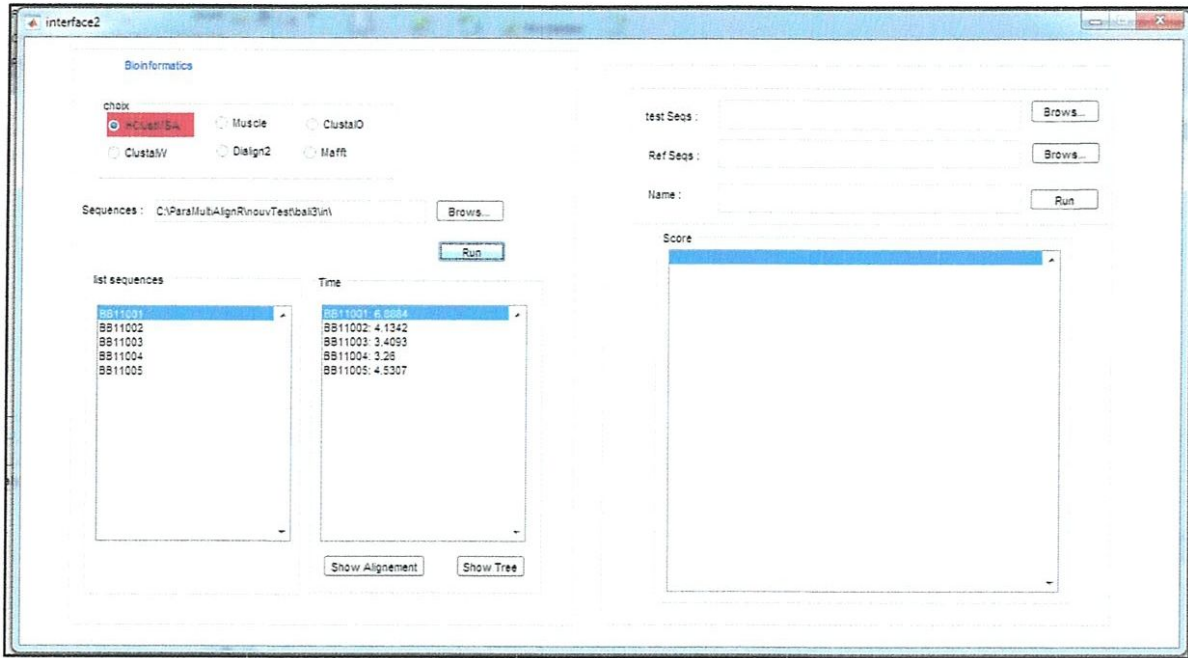 interface2
Bioinformatics
choix
Muscle
ClustalO
ClustalW
Dialign2
Mafft
Sequences : C:\ParaMultiAlignR\nouvTest\bali3\in\
Brows...
Run
list sequences
BB11001
BB11002
BB11003
BB11004
BB11005
Time
BB11001: 6.8884
BB11002: 4.1342
BB11003: 3.4093
BB11004: 3.26
BB11005: 4.5307
Show Alignement
Show Tree
test Seqs :
Brows...
Ref Seqs :
Brows...
Name :
Run
Score